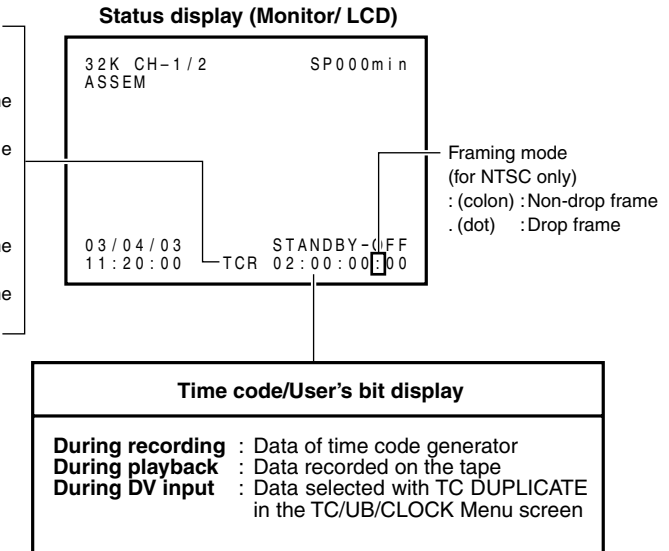 Status display (Monitor/ LCD)
32K CH–1/2 SP000min
ASSEM
03/04/03 STANDBY–OFF
11:20:00 TCR 02:00:00:00
Framing mode
(for NTSC only)
: (colon) : Non-drop frame
. (dot) : Drop frame
Time code/User's bit display
During recording : Data of time code generator
During playback : Data recorded on the tape
During DV input : Data selected with TC DUPLICATE
in the TC/UB/CLOCK Menu screen